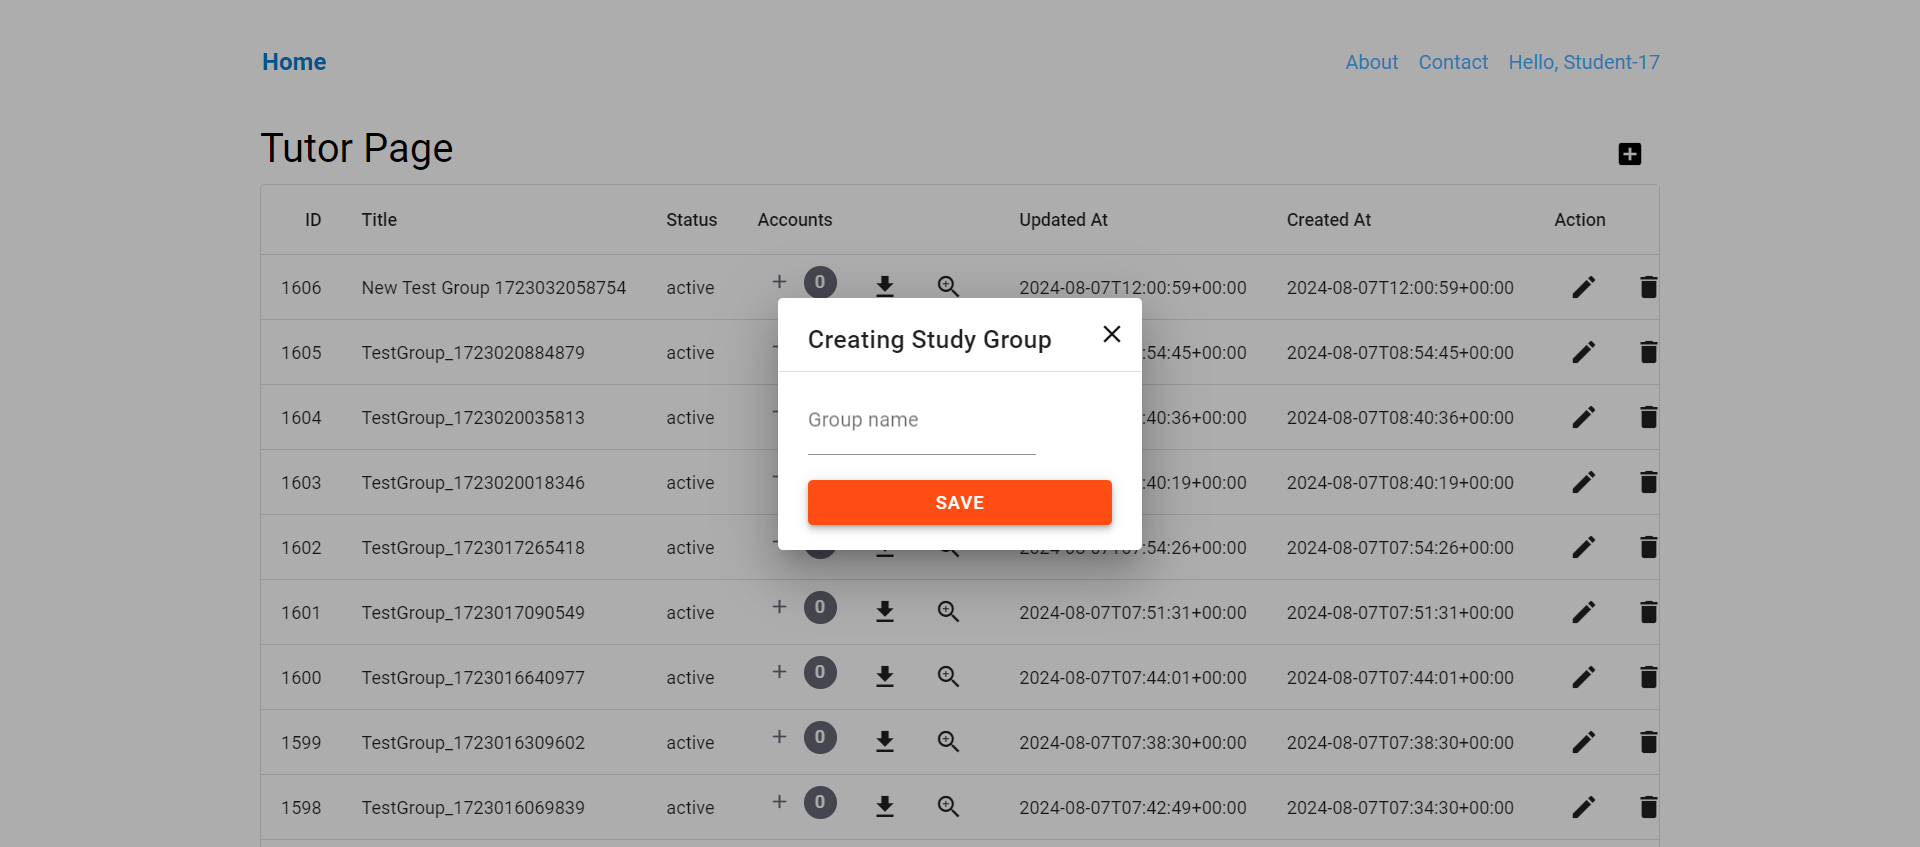 Home About Contact Hello, Student-17
Tutor Page
ID Title Status Accounts Updated At Created At Action
1606 New Test Group 1723032058754 active + 0 2024-08-07T12:00:59+00:00 2024-08-07T12:00:59+00:00
Creating Study Group
Group name
SAVE
1605 TestGroup_1723020884879 active :54:45+00:00 2024-08-07T08:54:45+00:00
1604 TestGroup_1723020035813 active :40:36+00:00 2024-08-07T08:40:36+00:00
1603 TestGroup_1723020018346 active :40:19+00:00 2024-08-07T08:40:19+00:00
1602 TestGroup_1723017265418 active :54:26+00:00 2024-08-07T07:54:26+00:00
1601 TestGroup_1723017090549 active + 0 2024-08-07T07:51:31+00:00 2024-08-07T07:51:31+00:00
1600 TestGroup_1723016640977 active + 0 2024-08-07T07:44:01+00:00 2024-08-07T07:44:01+00:00
1599 TestGroup_1723016309602 active + 0 2024-08-07T07:38:30+00:00 2024-08-07T07:38:30+00:00
1598 TestGroup_1723016069839 active + 0 2024-08-07T07:42:49+00:00 2024-08-07T07:34:30+00:00